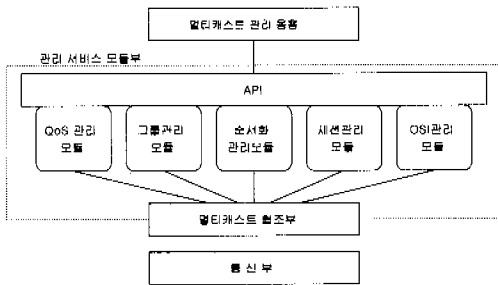 멀티캐스트 관리 응용
관리 서비스 모듈부
API
QoS 관리
모듈
그룹관리
모듈
순서화
관리모듈
세션관리
모듈
OSI관리
모듈
멀티캐스트 협조부
통 신 부